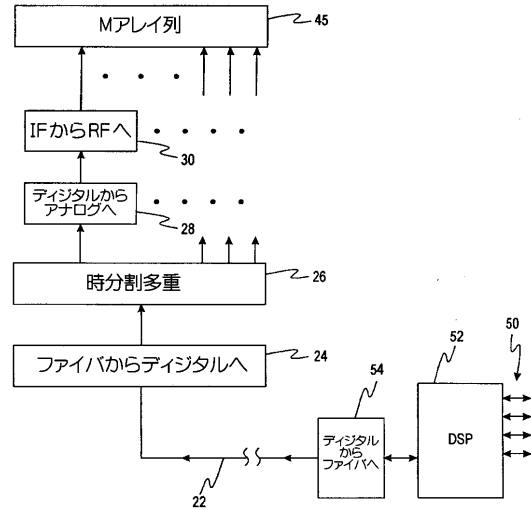 Mアレイ列
45
IFからRFへ
30
ディジタルから
アナログへ
28
時分割多重
26
ファイバからディジタルへ
24
54
52
50
ディジタル
から
ファイバへ
DSP
22